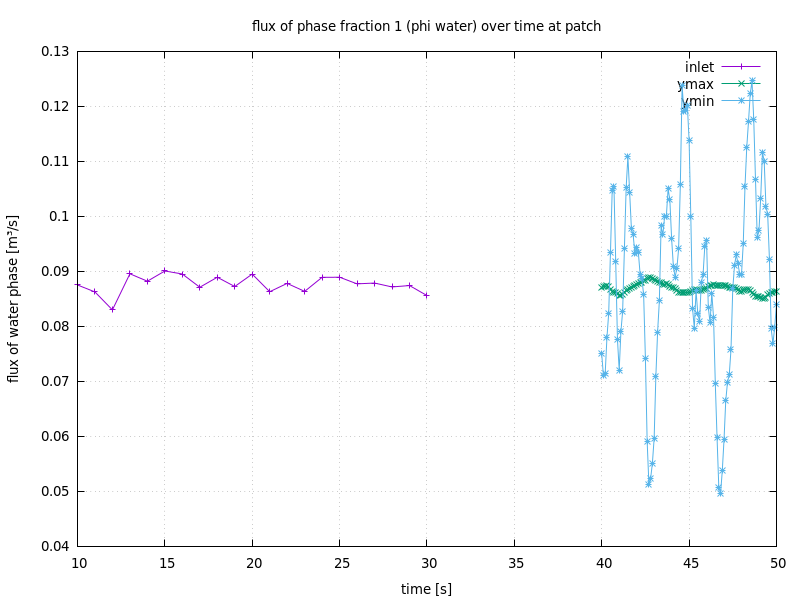 flux of phase fraction 1 (phi water) over time at patch
0.13
0.12
0.11
0.1
0.09
0.08
0.07
0.06
0.05
0.04
flux of water phase [m³/s]
inlet
ymax
ymin
10 15 20 25 30 35 40 45 50
time [s]